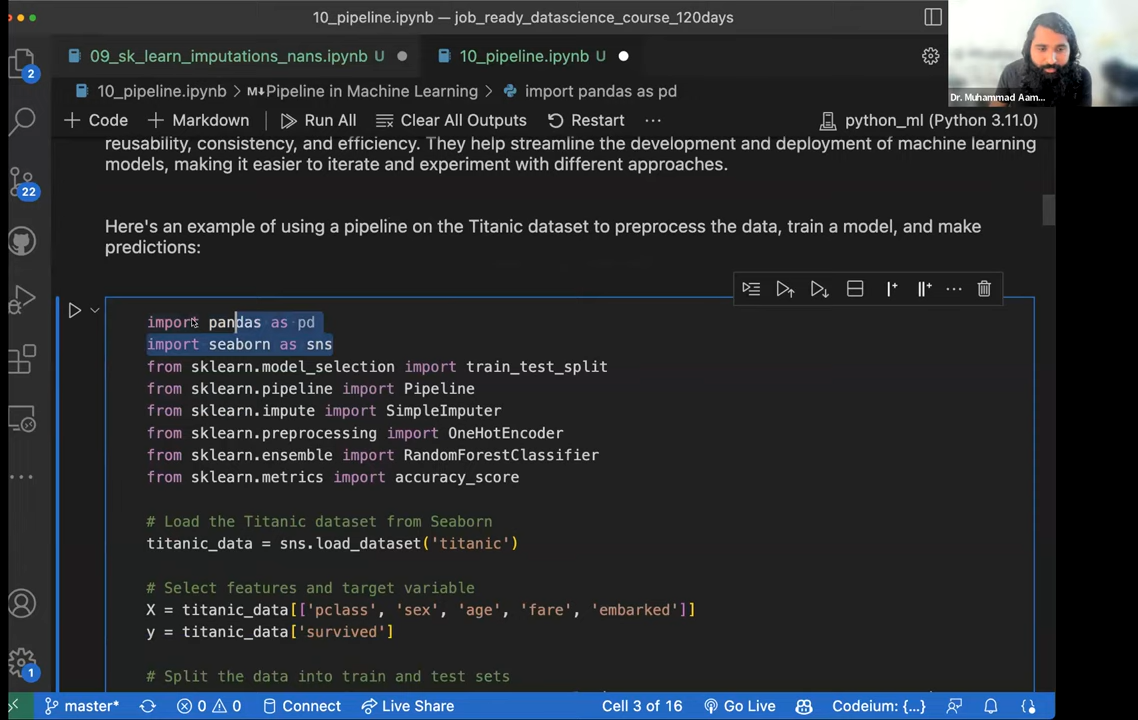 10_pipeline.ipynb — job_ready_datascience_course_120days
09_sk_learn_imputations_nans.ipynb U
10_pipeline.ipynb U
10_pipeline.ipynb > M↓Pipeline in Machine Learning > import pandas as pd
+ Code + Markdown Run All Clear All Outputs Restart ... python_ml (Python 3.11.0)
Dr. Muhammad Aam...
2
22
1
reusability, consistency, and efficiency. They help streamline the development and deployment of machine learning
models, making it easier to iterate and experiment with different approaches.
Here's an example of using a pipeline on the Titanic dataset to preprocess the data, train a model, and make
predictions:
import pandas as pd
import seaborn as sns
from sklearn.model_selection import train_test_split
from sklearn.pipeline import Pipeline
from sklearn.impute import SimpleImputer
from sklearn.preprocessing import OneHotEncoder
from sklearn.ensemble import RandomForestClassifier
from sklearn.metrics import accuracy_score
# Load the Titanic dataset from Seaborn
titanic_data = sns.load_dataset('titanic')
# Select features and target variable
X = titanic_data[['pclass', 'sex', 'age', 'fare', 'embarked']]
y = titanic_data['survived']
# Split the data into train and test sets
master* 0 0 Connect Live Share Cell 3 of 16 Go Live Codeium: {...}